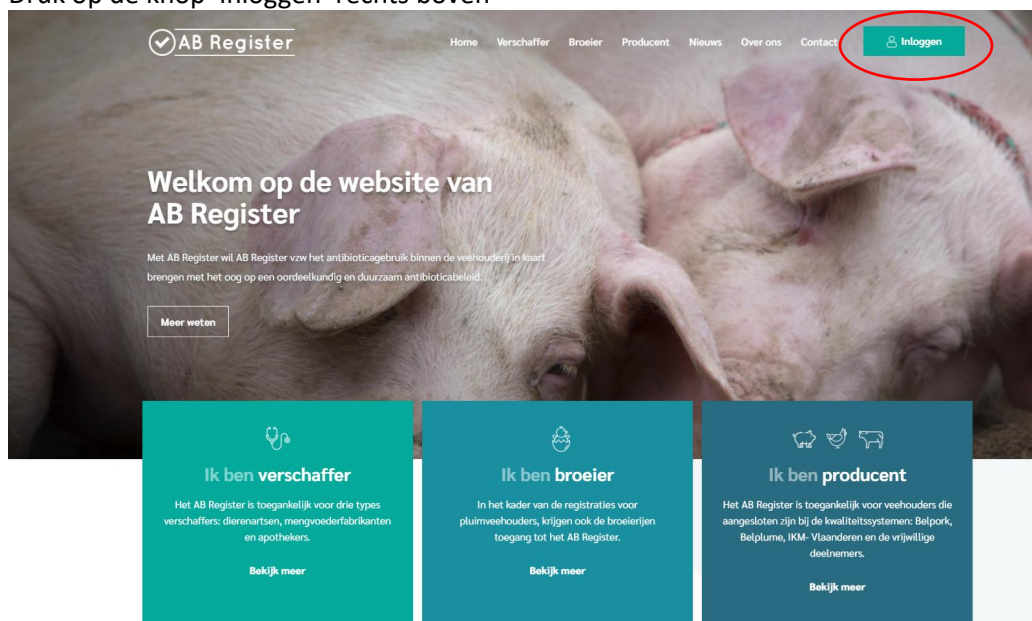 Druk op de knop 'Inloggen' rechts boven
AB Register
Home Verschaffer Broeier Producent Nieuws Over ons Contact Inloggen
Welkom op de website van
AB Register
Met AB Register wil AB Register vzw het antibioticagebruik binnen de veehouderij in kaart
brengen met het oog op een oordeelkundig en duurzaam antibioticabeleid.
Meer weten
Ik ben verschaffer
Het AB Register is toegankelijk voor drie types
verschaffers: dierenartsen, mengvoederfabrikanten
en apothekers.
Bekijk meer
Ik ben broeier
In het kader van de registraties voor
pluimveehouders, krijgen ook de broeierijen
toegang tot het AB Register.
Bekijk meer
Ik ben producent
Het AB Register is toegankelijk voor veehouders die
aangesloten zijn bij de kwaliteitssystemen: Belpork,
Belplume, IKM- Vlaanderen en de vrijwillige
deelnemers.
Bekijk meer